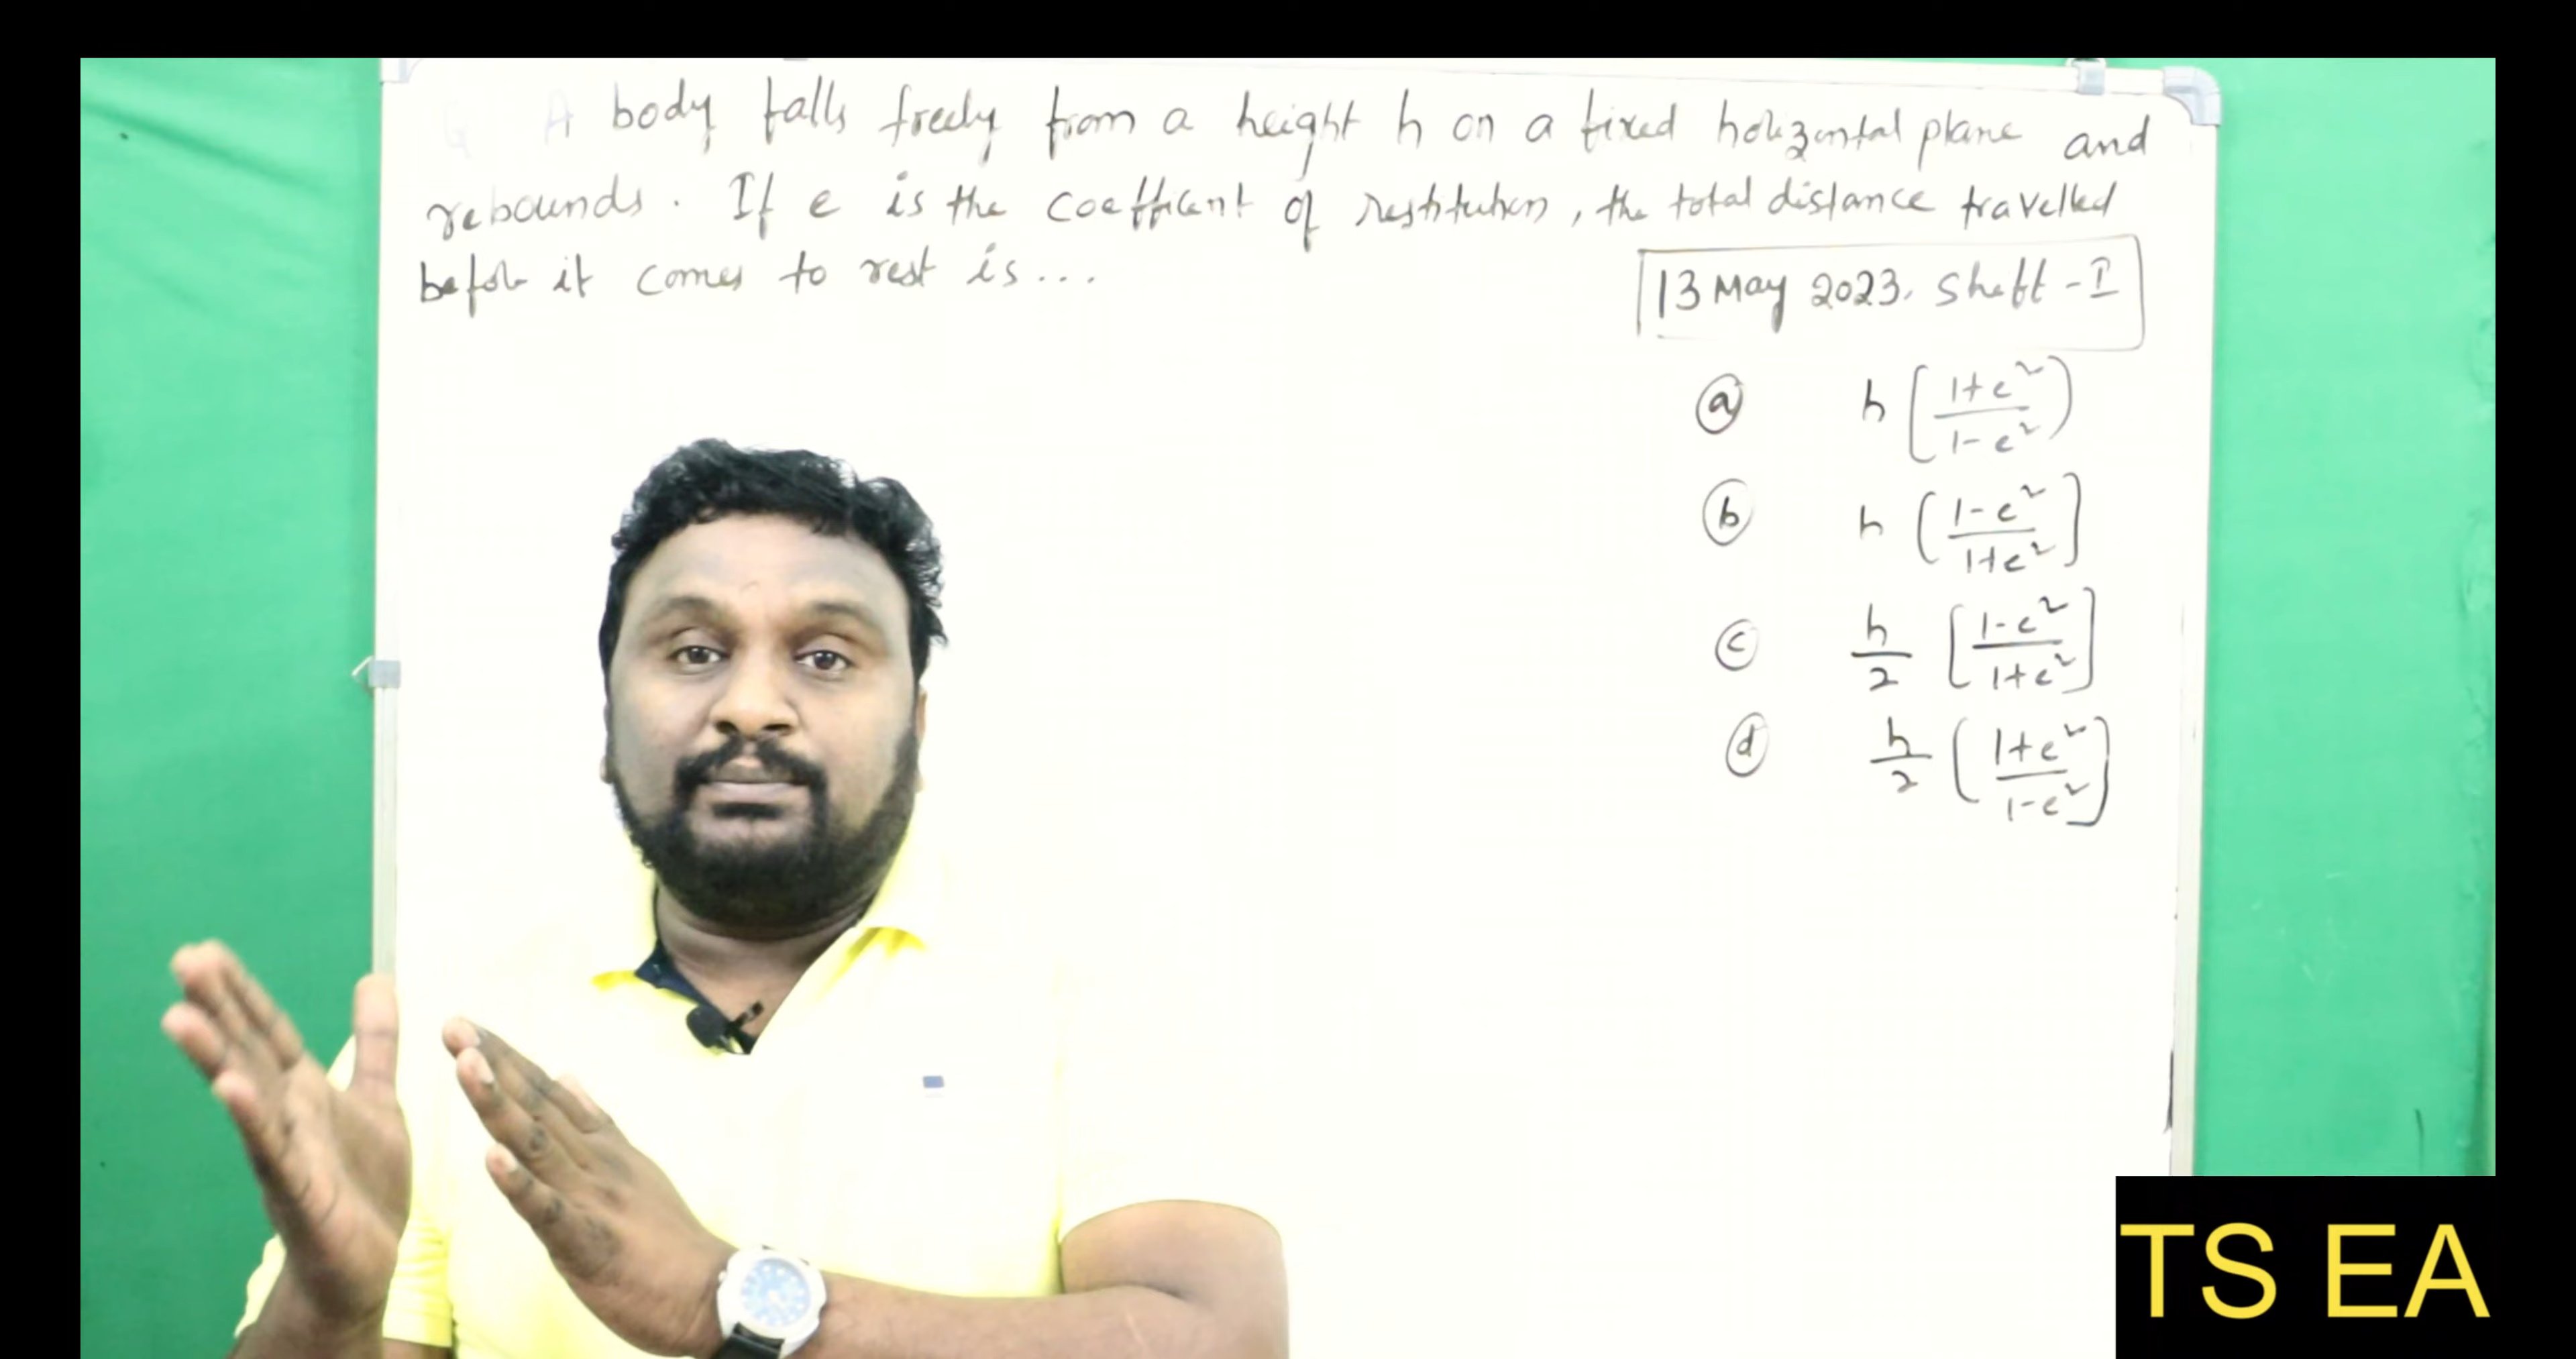 Q A body falls freely from a height h on a fixed horizontal plane and
rebounds. If e is the coefficient of restitution, the total distance travelled
before it comes to rest is...
13 May 2023. Shift - I
(a) h [(1+e²)/(1-e²)]
(b) h [(1-e²)/(1+e²)]
(c) h/2 [(1-e²)/(1+e²)]
(d) h/2 [(1+e²)/(1-e²)]
TS EA